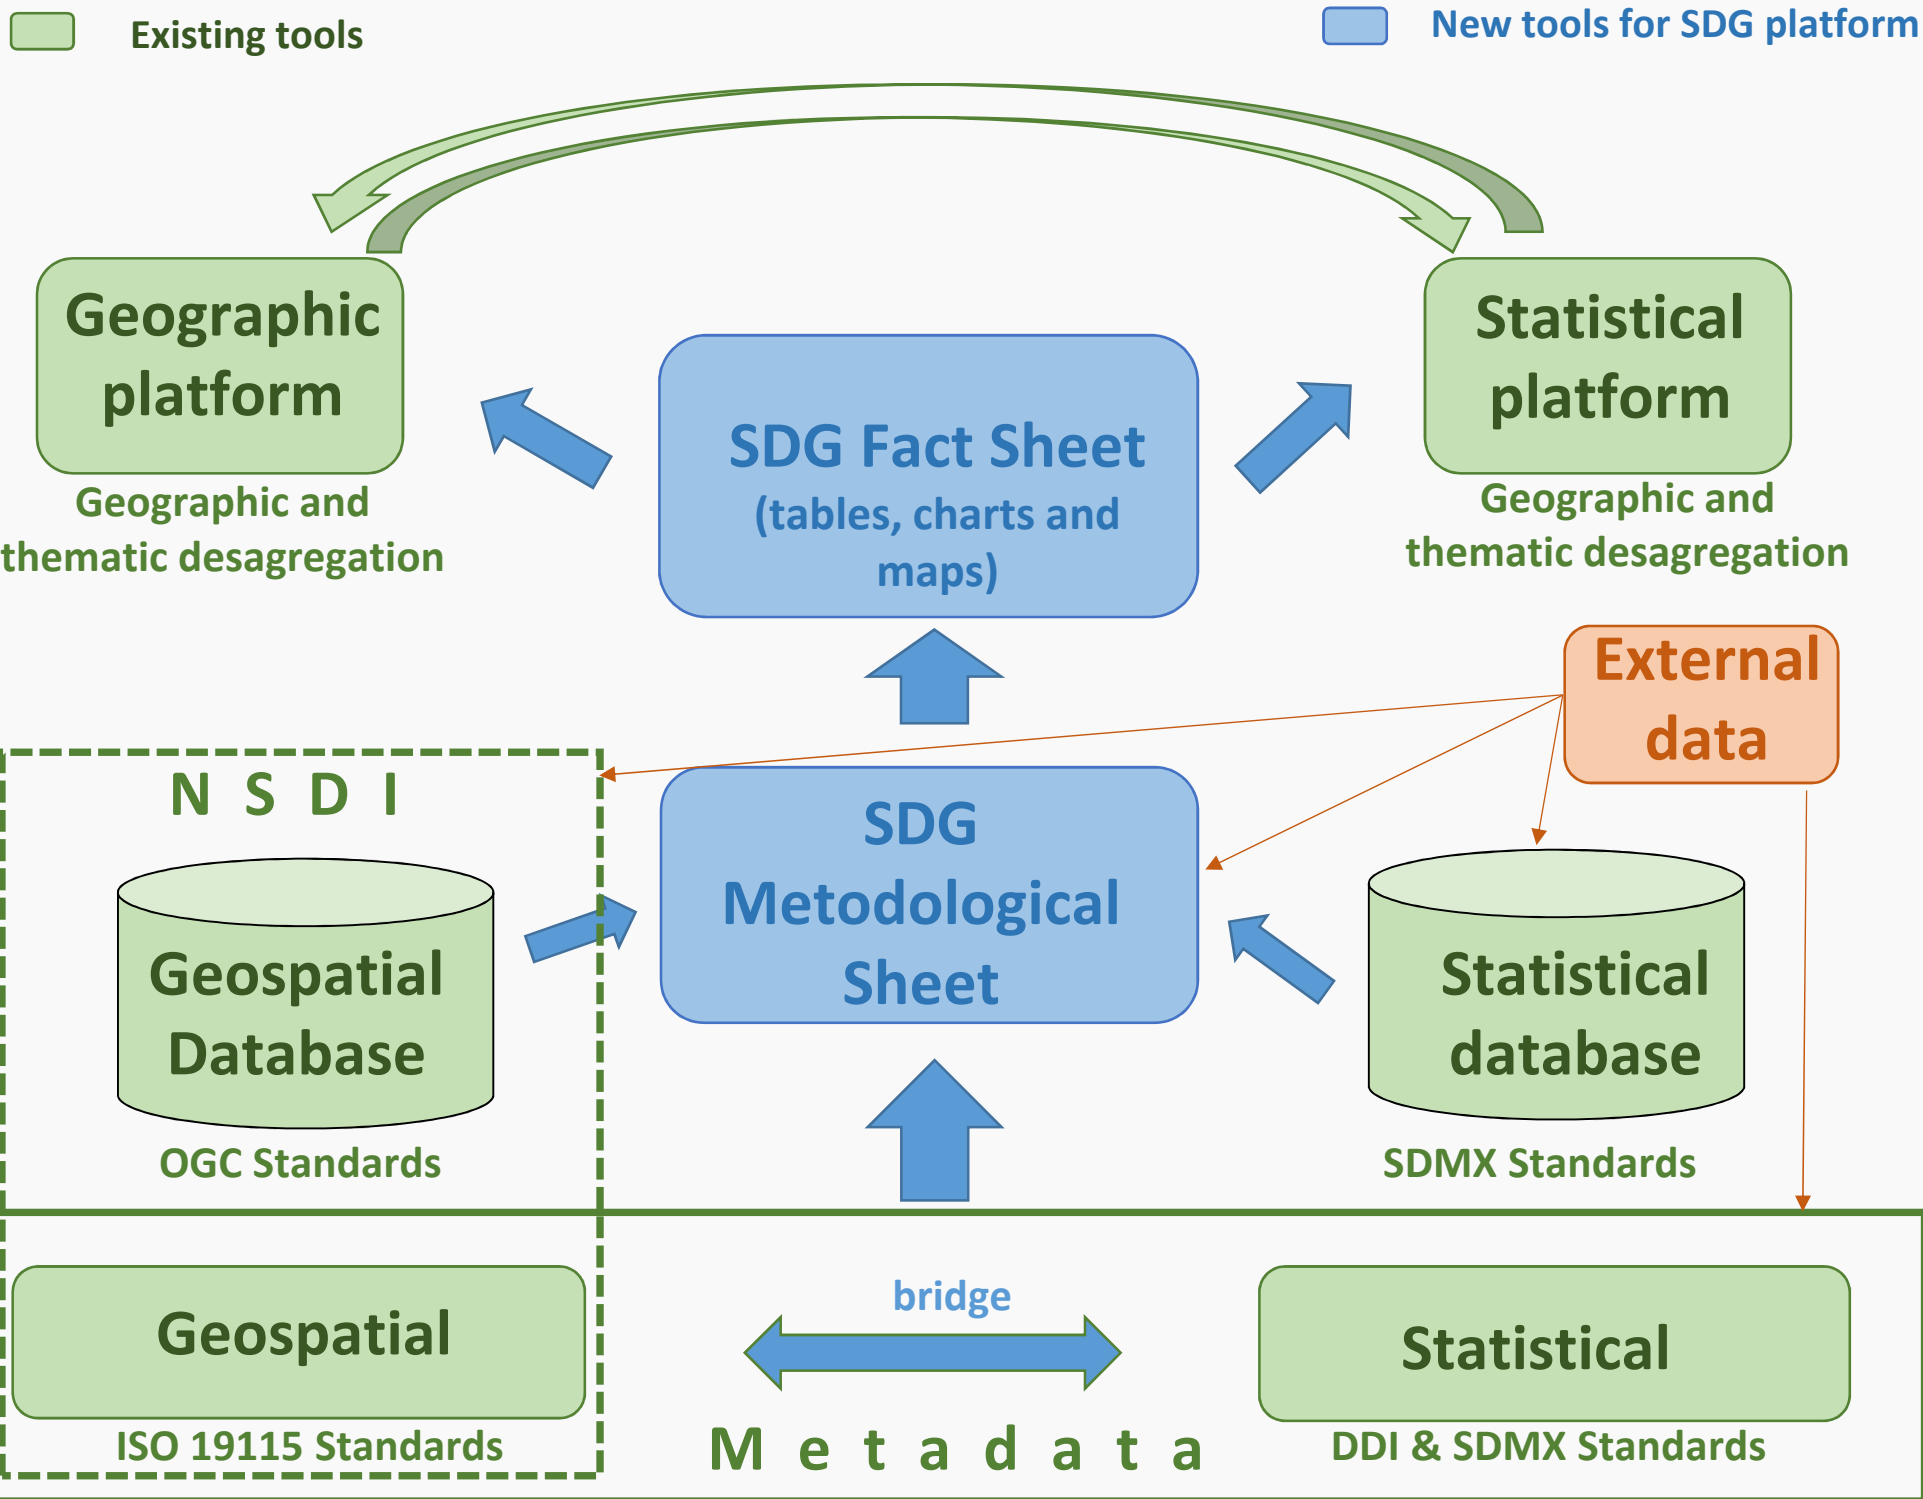 Existing tools
New tools for SDG platform
Geographic
platform
Geographic and
thematic desagregation
Statistical
platform
Geographic and
thematic desagregation
SDG Fact Sheet
(tables, charts and
maps)
External
data
N S D I
Geospatial
Database
OGC Standards
SDG
Metodological
Sheet
Statistical
database
SDMX Standards
Geospatial
ISO 19115 Standards
bridge
Metadata
Statistical
DDI & SDMX Standards